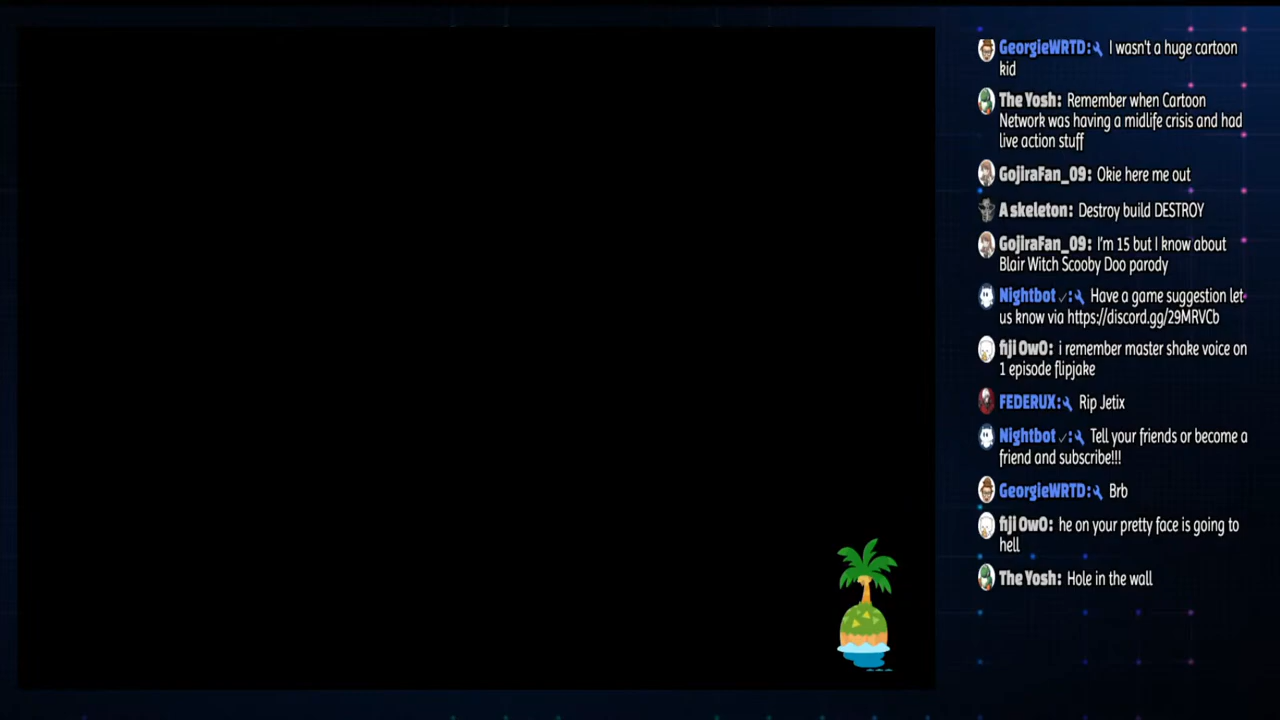 GeorgieWRTD: I wasn't a huge cartoon
kid
The Yosh: Remember when Cartoon
Network was having a midlife crisis and had
live action stuff
GojiraFan_09: Okie here me out
A skeleton: Destroy build DESTROY
GojiraFan_09: I'm 15 but I know about
Blair Witch Scooby Doo parody
Nightbot ✓: Have a game suggestion let
us know via https://discord.gg/29MRVCb
fiji OwO: i remember master shake voice on
1 episode flipjake
FEDERUX: Rip Jetix
Nightbot ✓: Tell your friends or become a
friend and subscribe!!!
GeorgieWRTD: Brb
fiji OwO: he on your pretty face is going to
hell
The Yosh: Hole in the wall